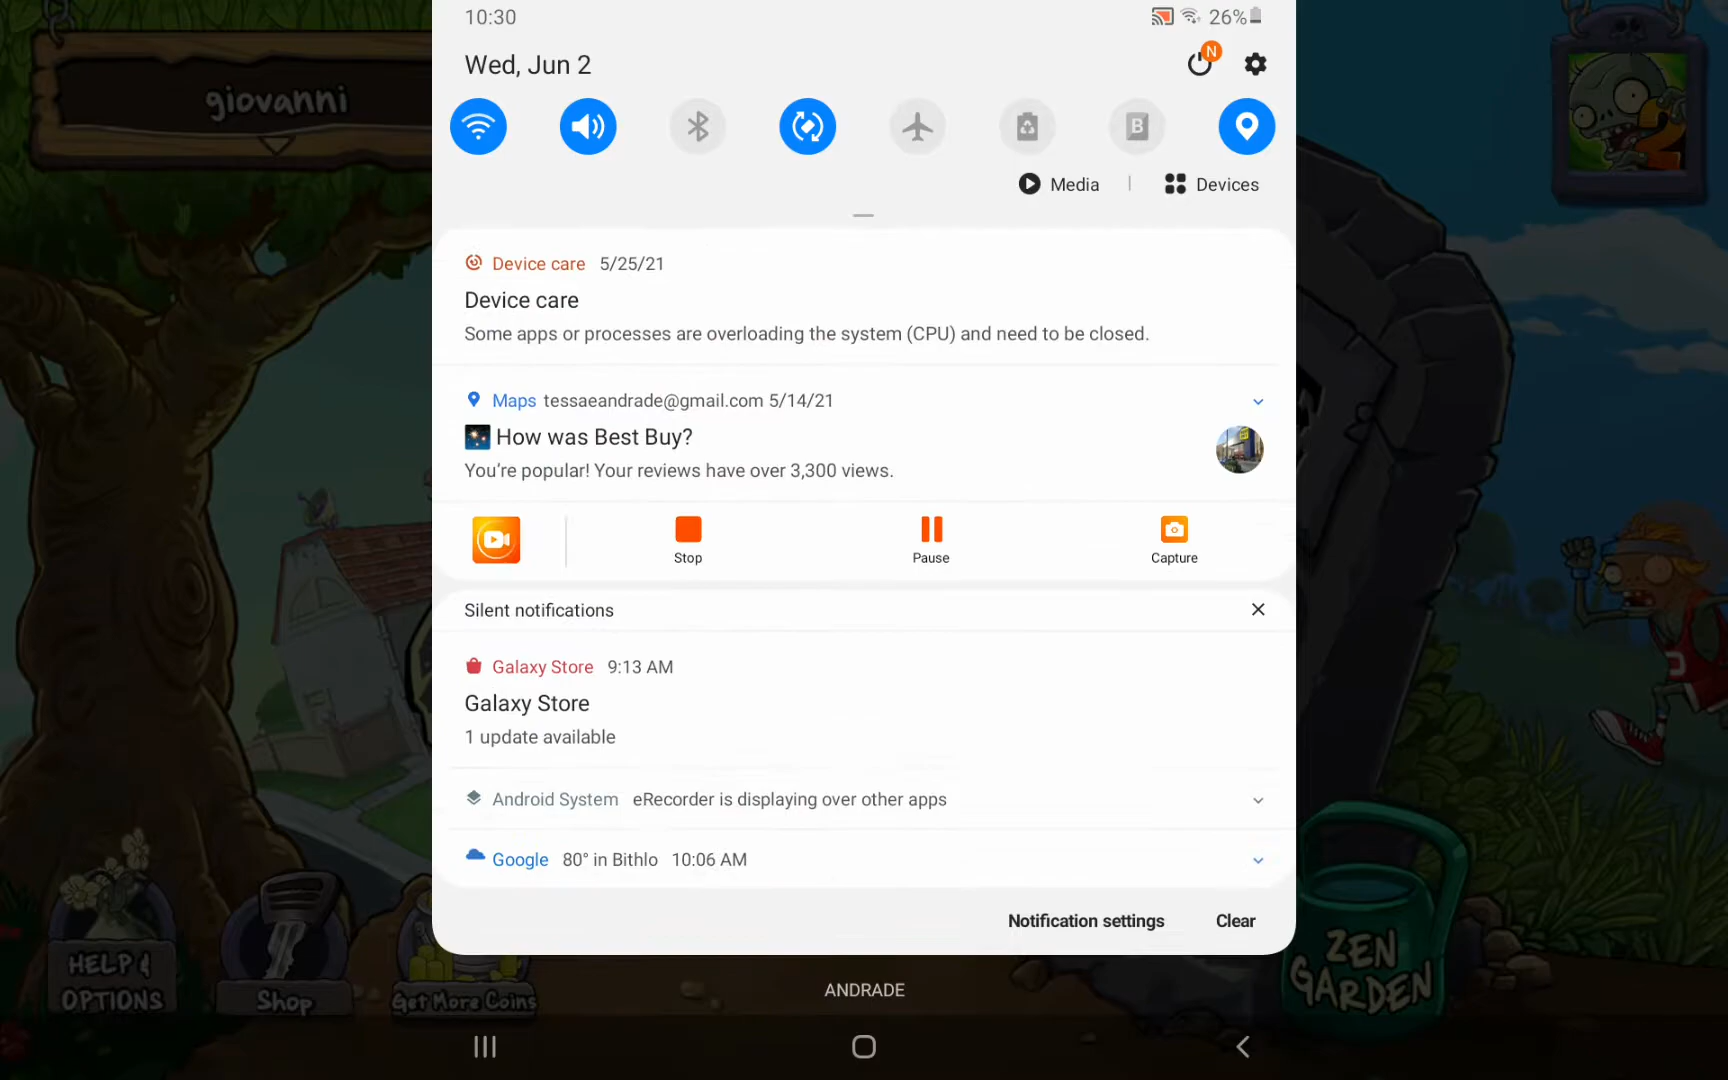 10:30
26%
Wed, Jun 2
N
giovanni
B
Media
Devices
Device care 5/25/21
Device care
Some apps or processes are overloading the system (CPU) and need to be closed.
Maps tessaeandrade@gmail.com 5/14/21
How was Best Buy?
You're popular! Your reviews have over 3,300 views.
Stop
Pause
Capture
Silent notifications
Galaxy Store 9:13 AM
Galaxy Store
1 update available
Android System eRecorder is displaying over other apps
Google 80° in Bithlo 10:06 AM
Notification settings
Clear
HELP &
OPTIONS
Shop
Get More Coins
ZEN
GARDEN
ANDRADE